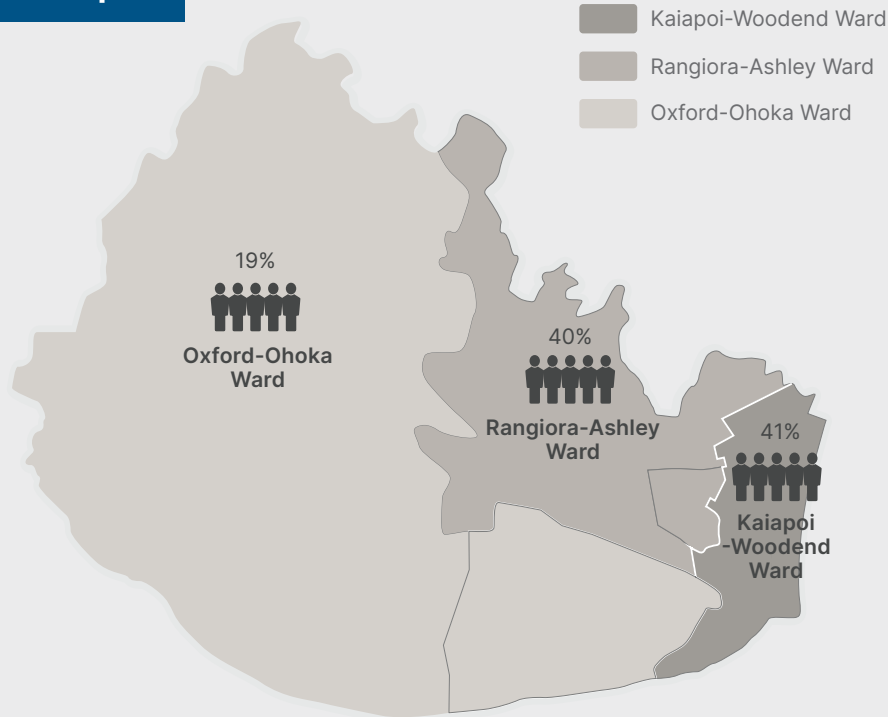 Kaiapoi-Woodend Ward
Rangiora-Ashley Ward
Oxford-Ohoka Ward
19%
Oxford-Ohoka
Ward
40%
Rangiora-Ashley
Ward
41%
Kaiapoi
-Woodend
Ward